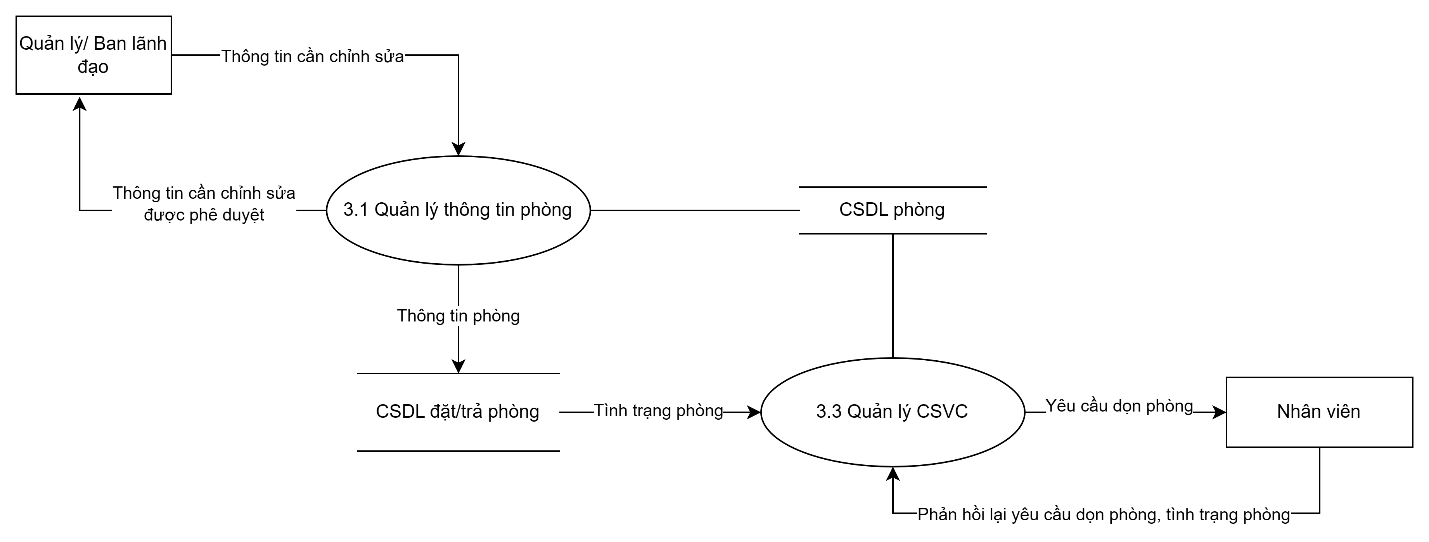 Quản lý/ Ban lãnh
đạo
Thông tin cần chỉnh sửa
Thông tin cần chỉnh sửa
được phê duyệt
3.1 Quản lý thông tin phòng
CSDL phòng
Thông tin phòng
CSDL đặt/trả phòng
Tình trạng phòng
3.3 Quản lý CSVC
Yêu cầu dọn phòng
Nhân viên
Phản hồi lại yêu cầu dọn phòng, tình trạng phòng